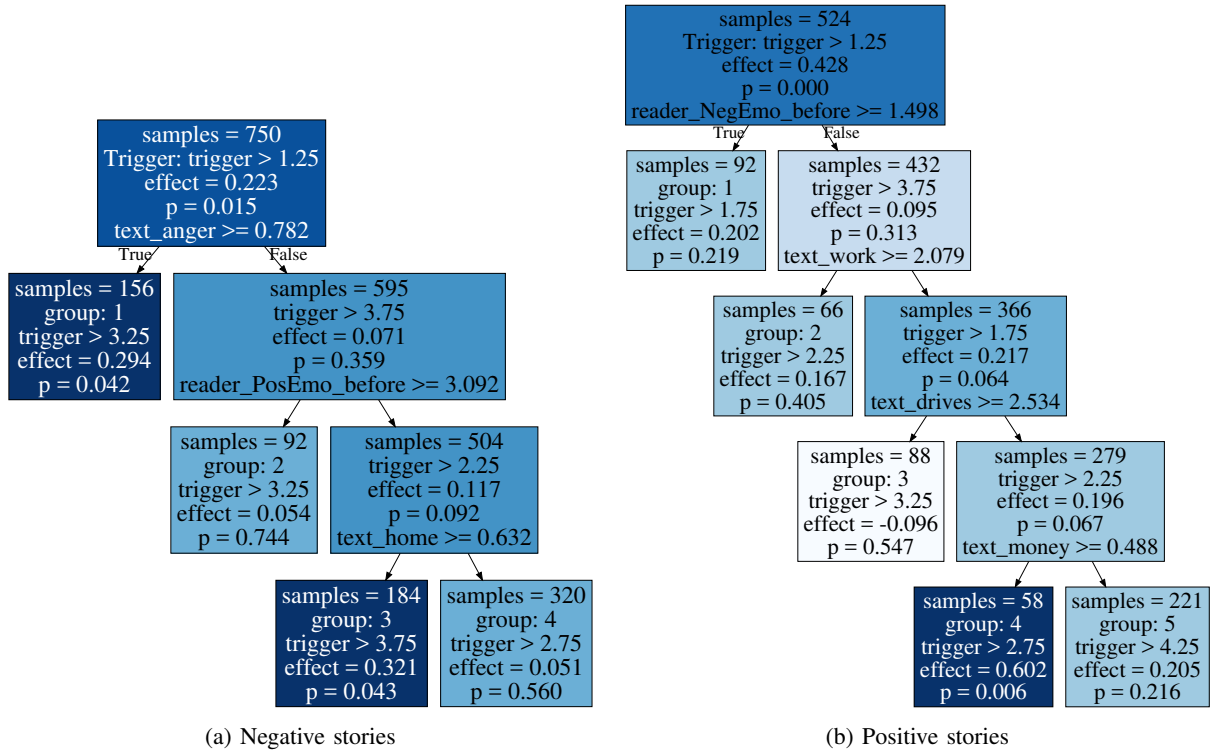 samples = 750
Trigger: trigger > 1.25
effect = 0.223
p = 0.015
text_anger >= 0.782
True
False
samples = 156
group: 1
trigger > 3.25
effect = 0.294
p = 0.042
samples = 595
trigger > 3.75
effect = 0.071
p = 0.359
reader_PosEmo_before >= 3.092
samples = 92
group: 2
trigger > 3.25
effect = 0.054
p = 0.744
samples = 504
trigger > 2.25
effect = 0.117
p = 0.092
text_home >= 0.632
samples = 184
group: 3
trigger > 3.75
effect = 0.321
p = 0.043
samples = 320
group: 4
trigger > 2.75
effect = 0.051
p = 0.560
(a) Negative stories
samples = 524
Trigger: trigger > 1.25
effect = 0.428
p = 0.000
reader_NegEmo_before >= 1.498
True
False
samples = 92
group: 1
trigger > 1.75
effect = 0.202
p = 0.219
samples = 432
trigger > 3.75
effect = 0.095
p = 0.313
text_work >= 2.079
samples = 66
group: 2
trigger > 2.25
effect = 0.167
p = 0.405
samples = 366
trigger > 1.75
effect = 0.217
p = 0.064
text_drives >= 2.534
samples = 88
group: 3
trigger > 3.25
effect = -0.096
p = 0.547
samples = 279
trigger > 2.25
effect = 0.196
p = 0.067
text_money >= 0.488
samples = 58
group: 4
trigger > 2.75
effect = 0.602
p = 0.006
samples = 221
group: 5
trigger > 4.25
effect = 0.205
p = 0.216
(b) Positive stories